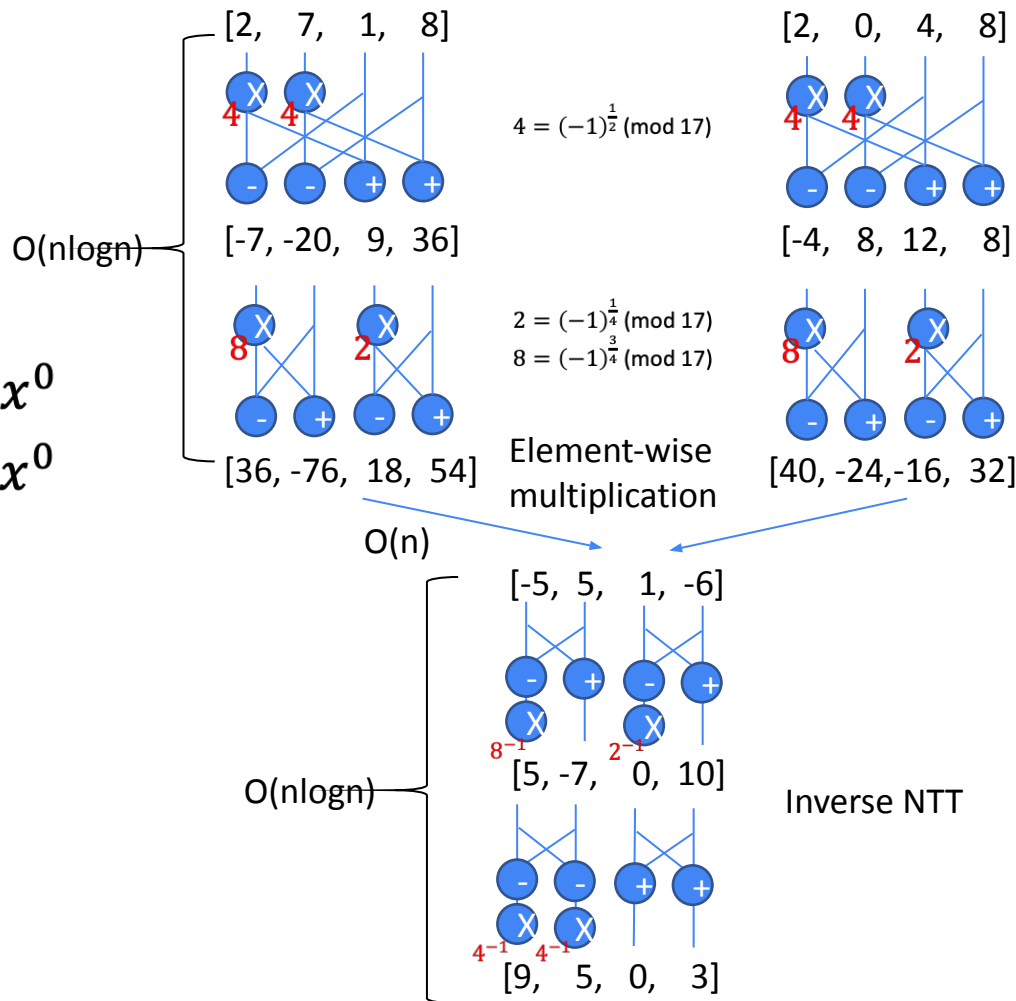 [2, 7, 1, 8]
[2, 0, 4, 8]
X X
4 4
4 = (−1)^{1/2} (mod 17)
X X
4 4
- - + +
- - + +
O(nlogn)
[-7, -20, 9, 36]
[-4, 8, 12, 8]
X X
8 2
2 = (−1)^{1/4} (mod 17)
8 = (−1)^{3/4} (mod 17)
X X
8 2
x^0
- + - +
- + - +
x^0
[36, -76, 18, 54]
Element-wise
multiplication
[40, -24,-16, 32]
O(n)
[-5, 5, 1, -6]
- + - +
X X
8^{−1} 2^{−1}
O(nlogn)
[5, -7, 0, 10]
Inverse NTT
- - + +
X X
4^{−1} 4^{−1}
[9, 5, 0, 3]